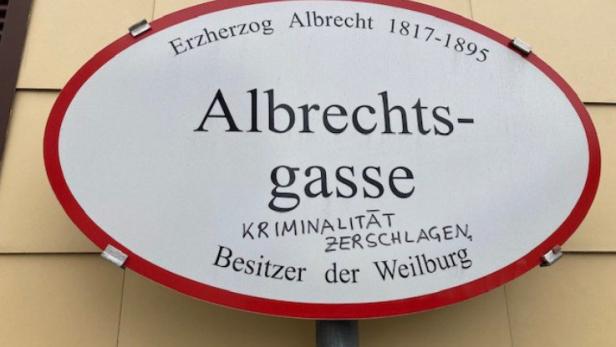 Erzherzog Albrecht 1817-1895
Albrechts-
gasse
KRIMINALITÄT
ZERSCHLAGEN,
Besitzer der Weilburg